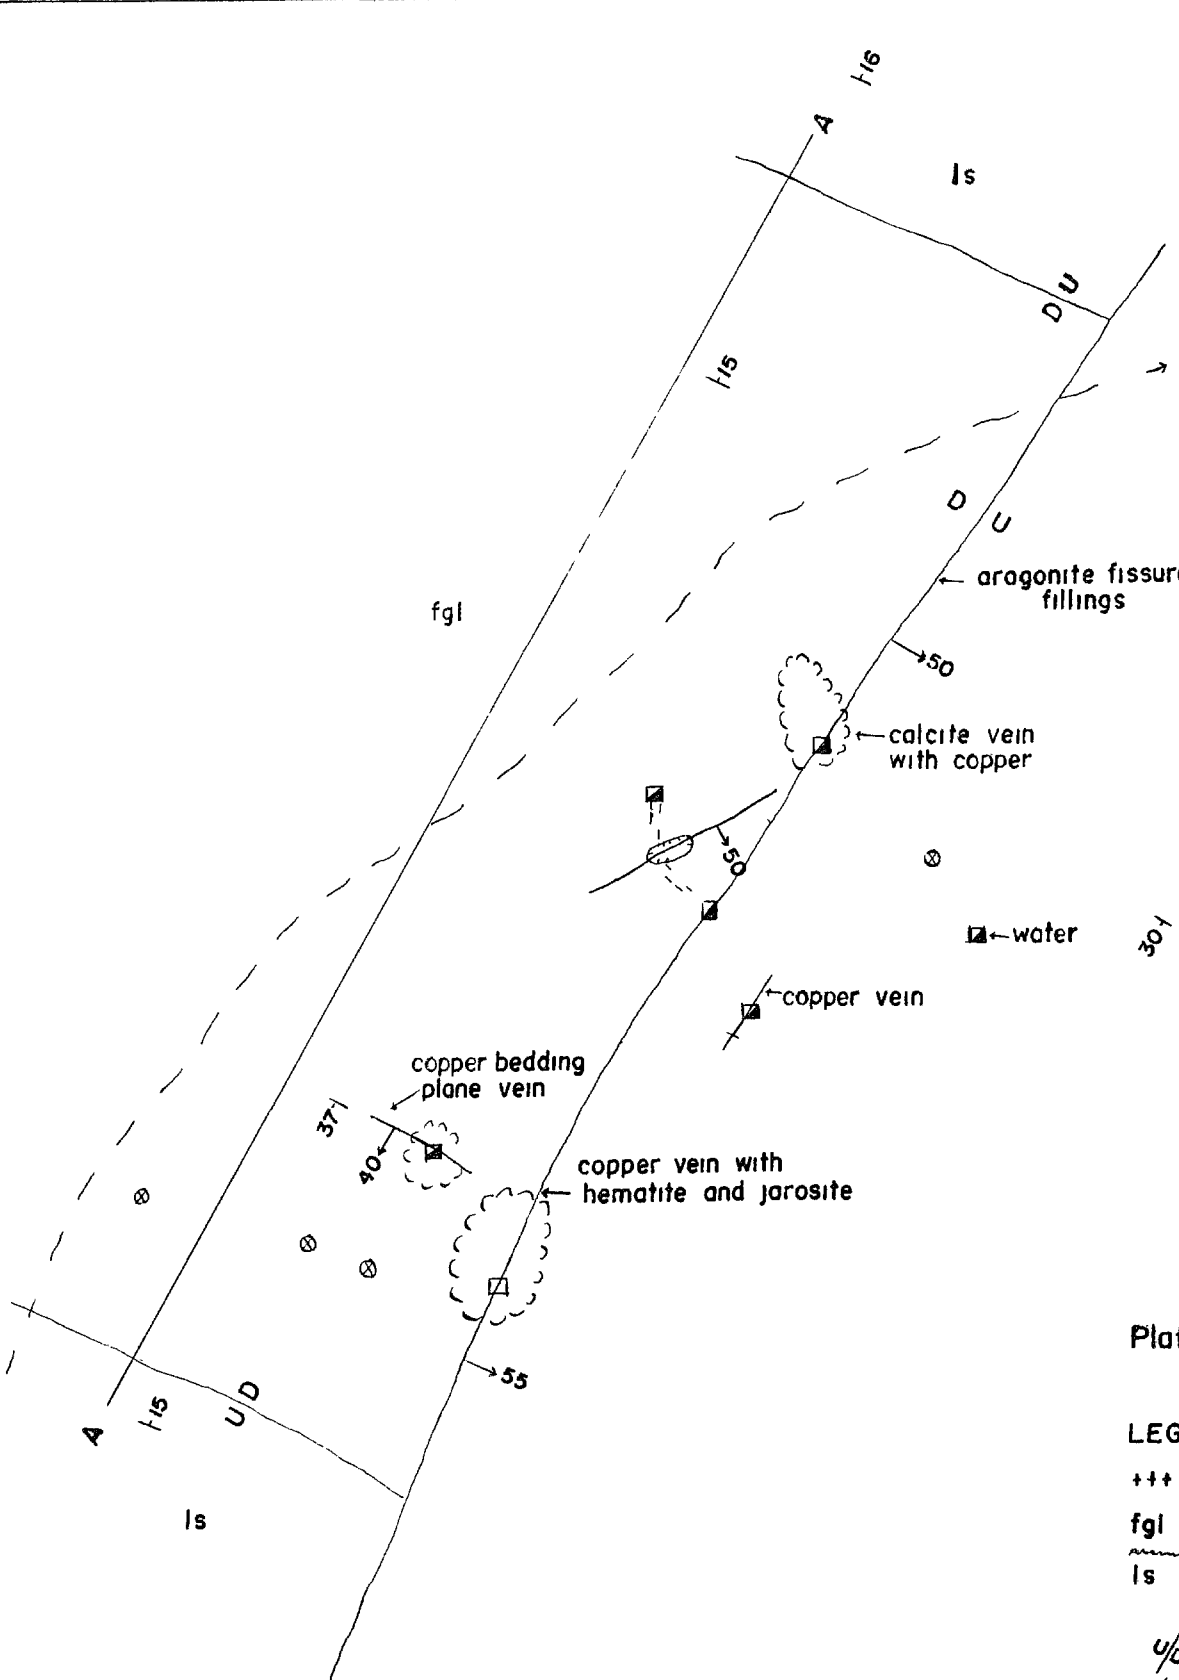 16
A
ls
D U
15
D U
aragonite fissure
fillings
fgl
50
calcite vein
with copper
50
water
30
copper vein
copper bedding
plane vein
37
40
copper vein with
hematite and jarosite
55
A
15
U D
ls
Plat
LEG
fgl
ls
U/D